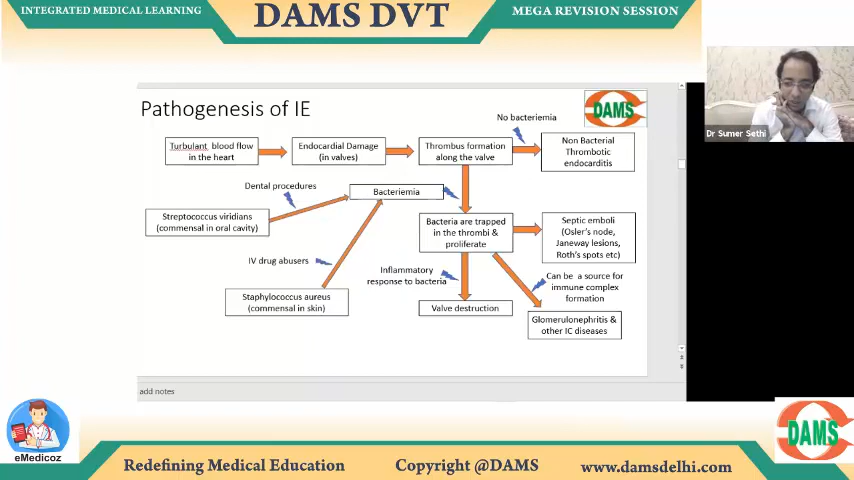 INTEGRATED MEDICAL LEARNING
DAMS DVT
MEGA REVISION SESSION
Pathogenesis of IE
DAMS
Dr Sumer Sethi
No bacteriemia
Turbulant blood flow
in the heart
Endocardial Damage
(in valves)
Thrombus formation
along the valve
Non Bacterial
Thrombotic
endocarditis
Dental procedures
Bacteriemia
Streptococcus viridians
(commensal in oral cavity)
Bacteria are trapped
in the thrombi &
proliferate
Septic emboli
(Osler's node,
Janeway lesions,
Roth's spots etc)
IV drug abusers
Inflammatory
response to bacteria
Can be a source for
immune complex
formation
Staphylococcus aureus
(commensal in skin)
Valve destruction
Glomerulonephritis &
other IC diseases
add notes
eMedicoz
DAMS
Redefining Medical Education
Copyright @DAMS
www.damsdelhi.com